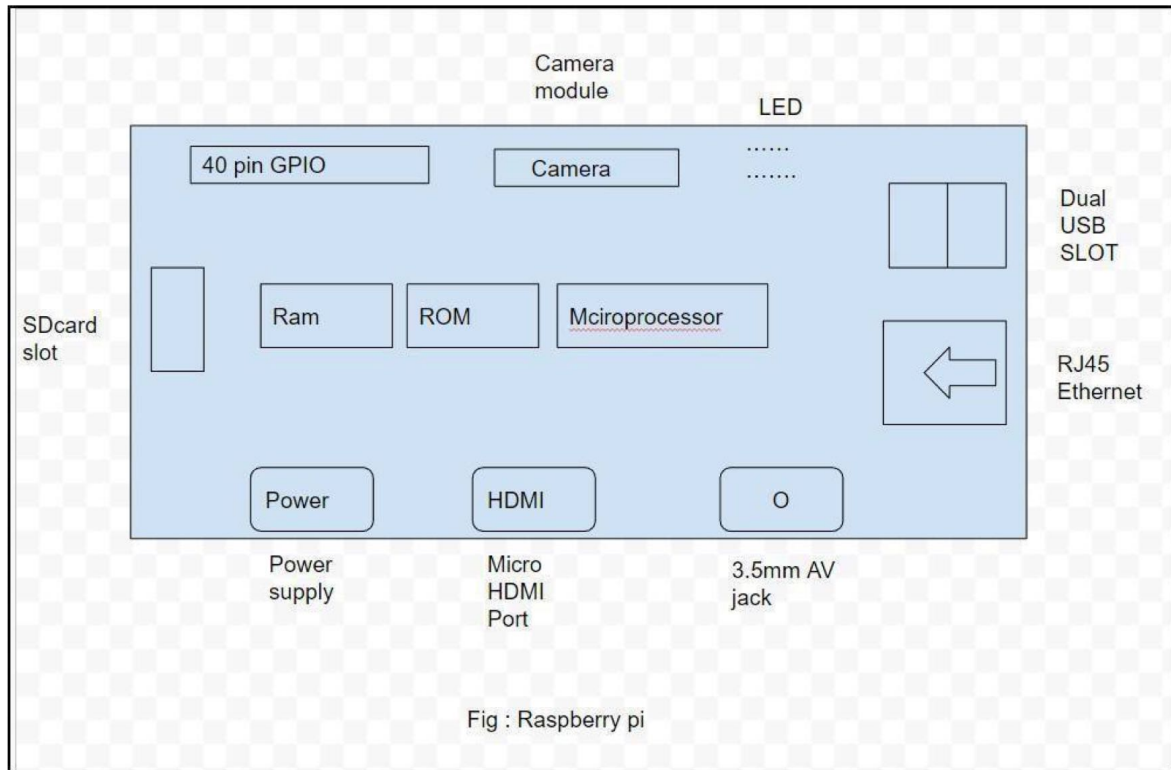 Camera
module
LED
40 pin GPIO
Camera
......
.......
Dual
USB
SLOT
SDcard
slot
Ram
ROM
Mciroprocessor
RJ45
Ethernet
Power
HDMI
O
Power
supply
Micro
HDMI
Port
3.5mm AV
jack
Fig : Raspberry pi